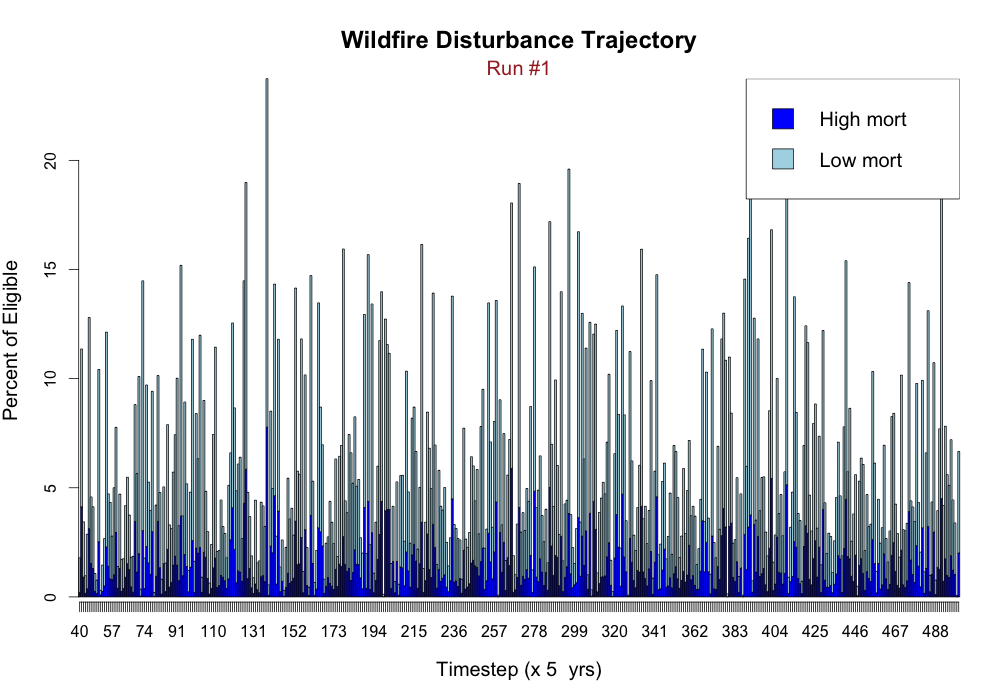 Wildfire Disturbance Trajectory
Run #1
High mort
Low mort
Percent of Eligible
20
15
10
5
0
40 57 74 91 110 131 152 173 194 215 236 257 278 299 320 341 362 383 404 425 446 467 488
Timestep (x 5  yrs)